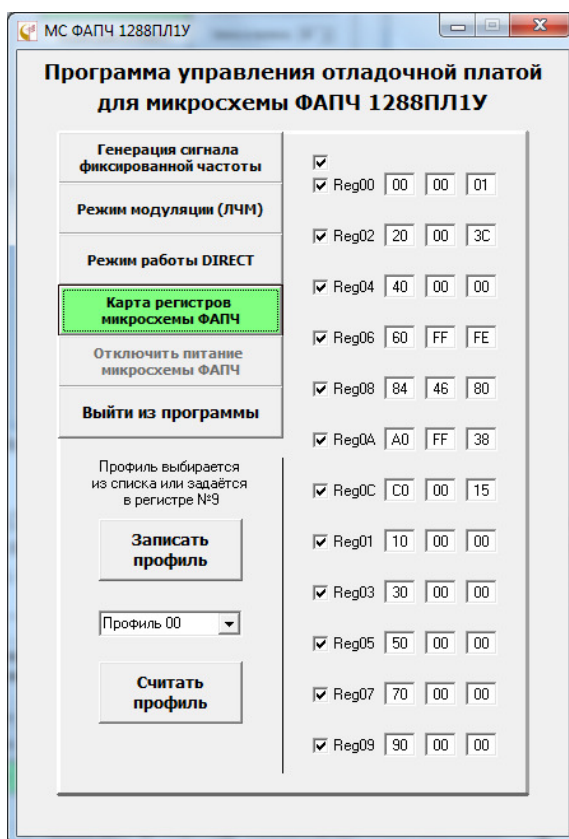 МС ФАПЧ 1288ПЛ1У
Программа управления отладочной платой
для микросхемы ФАПЧ 1288ПЛ1У
Генерация сигнала
фиксированной частоты
Режим модуляции (ЛЧМ)
Режим работы DIRECT
Карта регистров
микросхемы ФАПЧ
Отключить питание
микросхемы ФАПЧ
Выйти из программы
Профиль выбирается
из списка или задаётся
в регистре №9
Записать
профиль
Профиль 00
Считать
профиль
Reg00 00 00 01
Reg02 20 00 3C
Reg04 40 00 00
Reg06 60 FF FE
Reg08 84 46 80
Reg0A A0 FF 38
Reg0C C0 00 15
Reg01 10 00 00
Reg03 30 00 00
Reg05 50 00 00
Reg07 70 00 00
Reg09 90 00 00